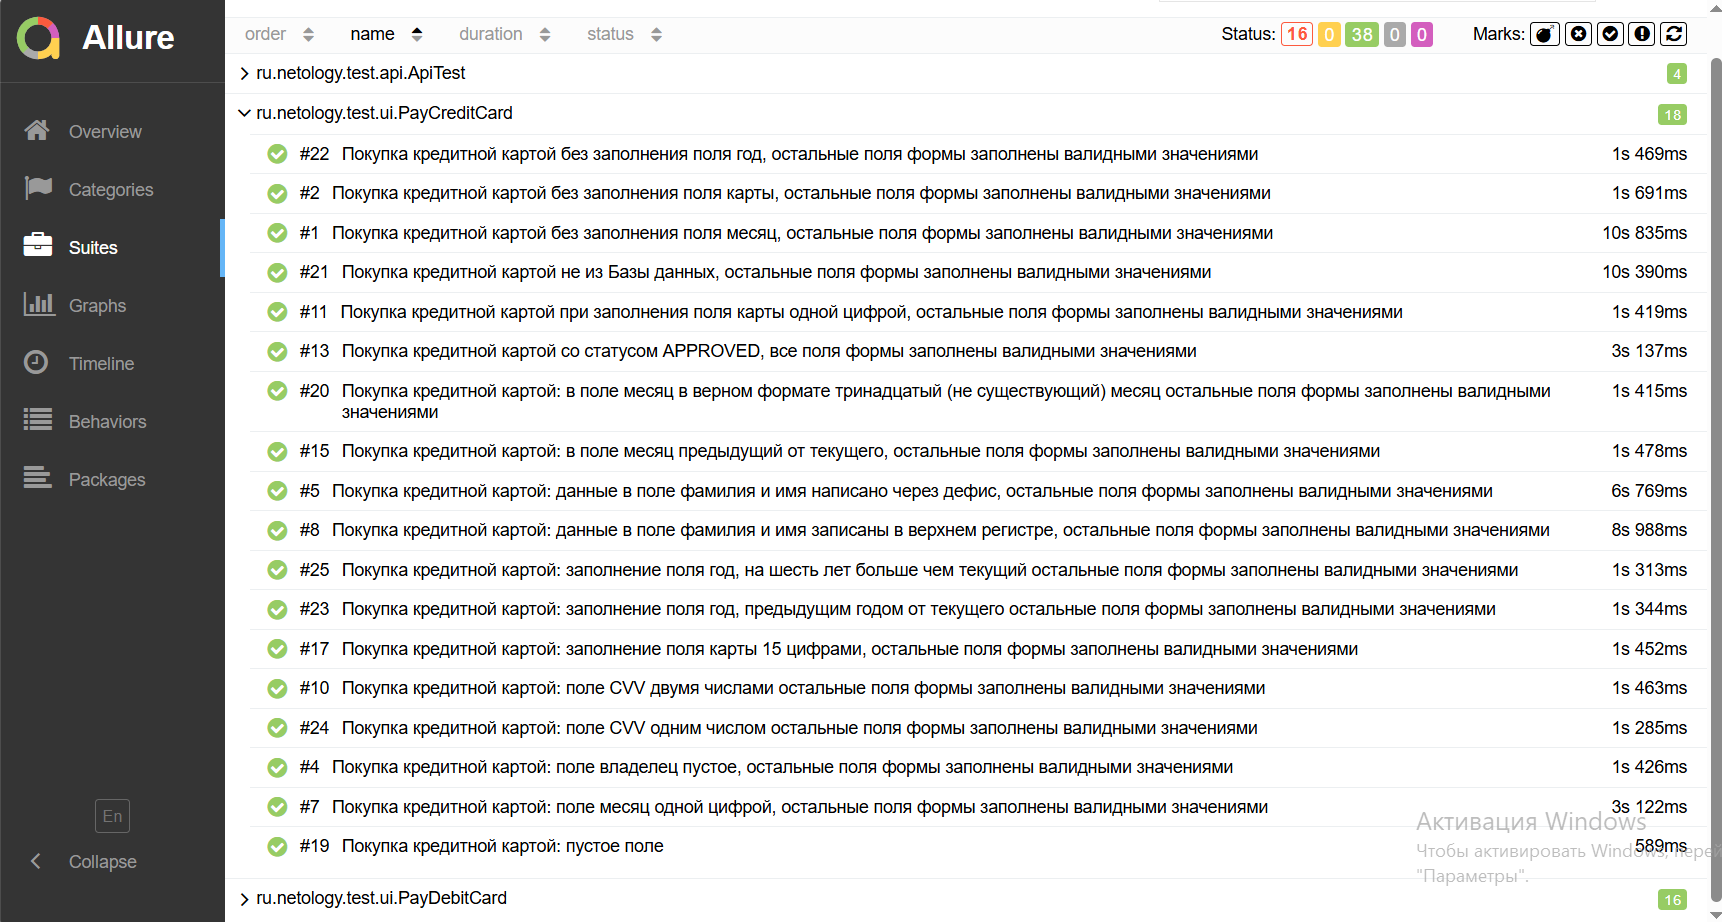 Allure
Overview
Categories
Suites
Graphs
Timeline
Behaviors
Packages
En
Collapse
order name duration status Status: 16 0 38 0 0 Marks:
ru.netology.test.api.ApiTest 4
ru.netology.test.ui.PayCreditCard 18
#22 Покупка кредитной картой без заполнения поля год, остальные поля формы заполнены валидными значениями 1s 469ms
#2 Покупка кредитной картой без заполнения поля карты, остальные поля формы заполнены валидными значениями 1s 691ms
#1 Покупка кредитной картой без заполнения поля месяц, остальные поля формы заполнены валидными значениями 10s 835ms
#21 Покупка кредитной картой не из Базы данных, остальные поля формы заполнены валидными значениями 10s 390ms
#11 Покупка кредитной картой при заполнения поля карты одной цифрой, остальные поля формы заполнены валидными значениями 1s 419ms
#13 Покупка кредитной картой со статусом APPROVED, все поля формы заполнены валидными значениями 3s 137ms
#20 Покупка кредитной картой: в поле месяц в верном формате тринадцатый (не существующий) месяц остальные поля формы заполнены валидными 1s 415ms
значениями
#15 Покупка кредитной картой: в поле месяц предыдущий от текущего, остальные поля формы заполнены валидными значениями 1s 478ms
#5 Покупка кредитной картой: данные в поле фамилия и имя написано через дефис, остальные поля формы заполнены валидными значениями 6s 769ms
#8 Покупка кредитной картой: данные в поле фамилия и имя записаны в верхнем регистре, остальные поля формы заполнены валидными значениями 8s 988ms
#25 Покупка кредитной картой: заполнение поля год, на шесть лет больше чем текущий остальные поля формы заполнены валидными значениями 1s 313ms
#23 Покупка кредитной картой: заполнение поля год, предыдущим годом от текущего остальные поля формы заполнены валидными значениями 1s 344ms
#17 Покупка кредитной картой: заполнение поля карты 15 цифрами, остальные поля формы заполнены валидными значениями 1s 452ms
#10 Покупка кредитной картой: поле CVV двумя числами остальные поля формы заполнены валидными значениями 1s 463ms
#24 Покупка кредитной картой: поле CVV одним числом остальные поля формы заполнены валидными значениями 1s 285ms
#4 Покупка кредитной картой: поле владелец пустое, остальные поля формы заполнены валидными значениями 1s 426ms
#7 Покупка кредитной картой: поле месяц одной цифрой, остальные поля формы заполнены валидными значениями 3s 122ms
#19 Покупка кредитной картой: пустое поле 589ms
ru.netology.test.ui.PayDebitCard 16
Активация Windows
Чтобы активировать Windows, перей
"Параметры".